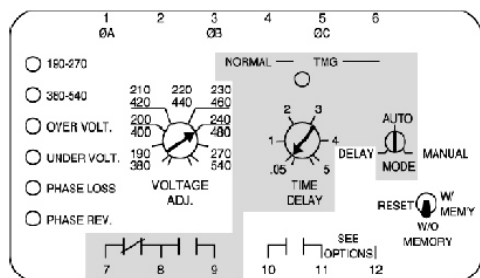 1 2 3 4 5 6
ØA ØB ØC
190-270
380-540
OVER VOLT.
UNDER VOLT.
PHASE LOSS
PHASE REV.
210 220 230
420 440 460
200 240
400 480
190 270
380 540
VOLTAGE
ADJ.
NORMAL TMG
2 3
1 4
.05 5
TIME
DELAY
AUTO
DELAY MANUAL
MODE
RESET W/
MEM'Y
W/O
MEMORY
SEE
OPTIONS
7 8 9 10 11 12